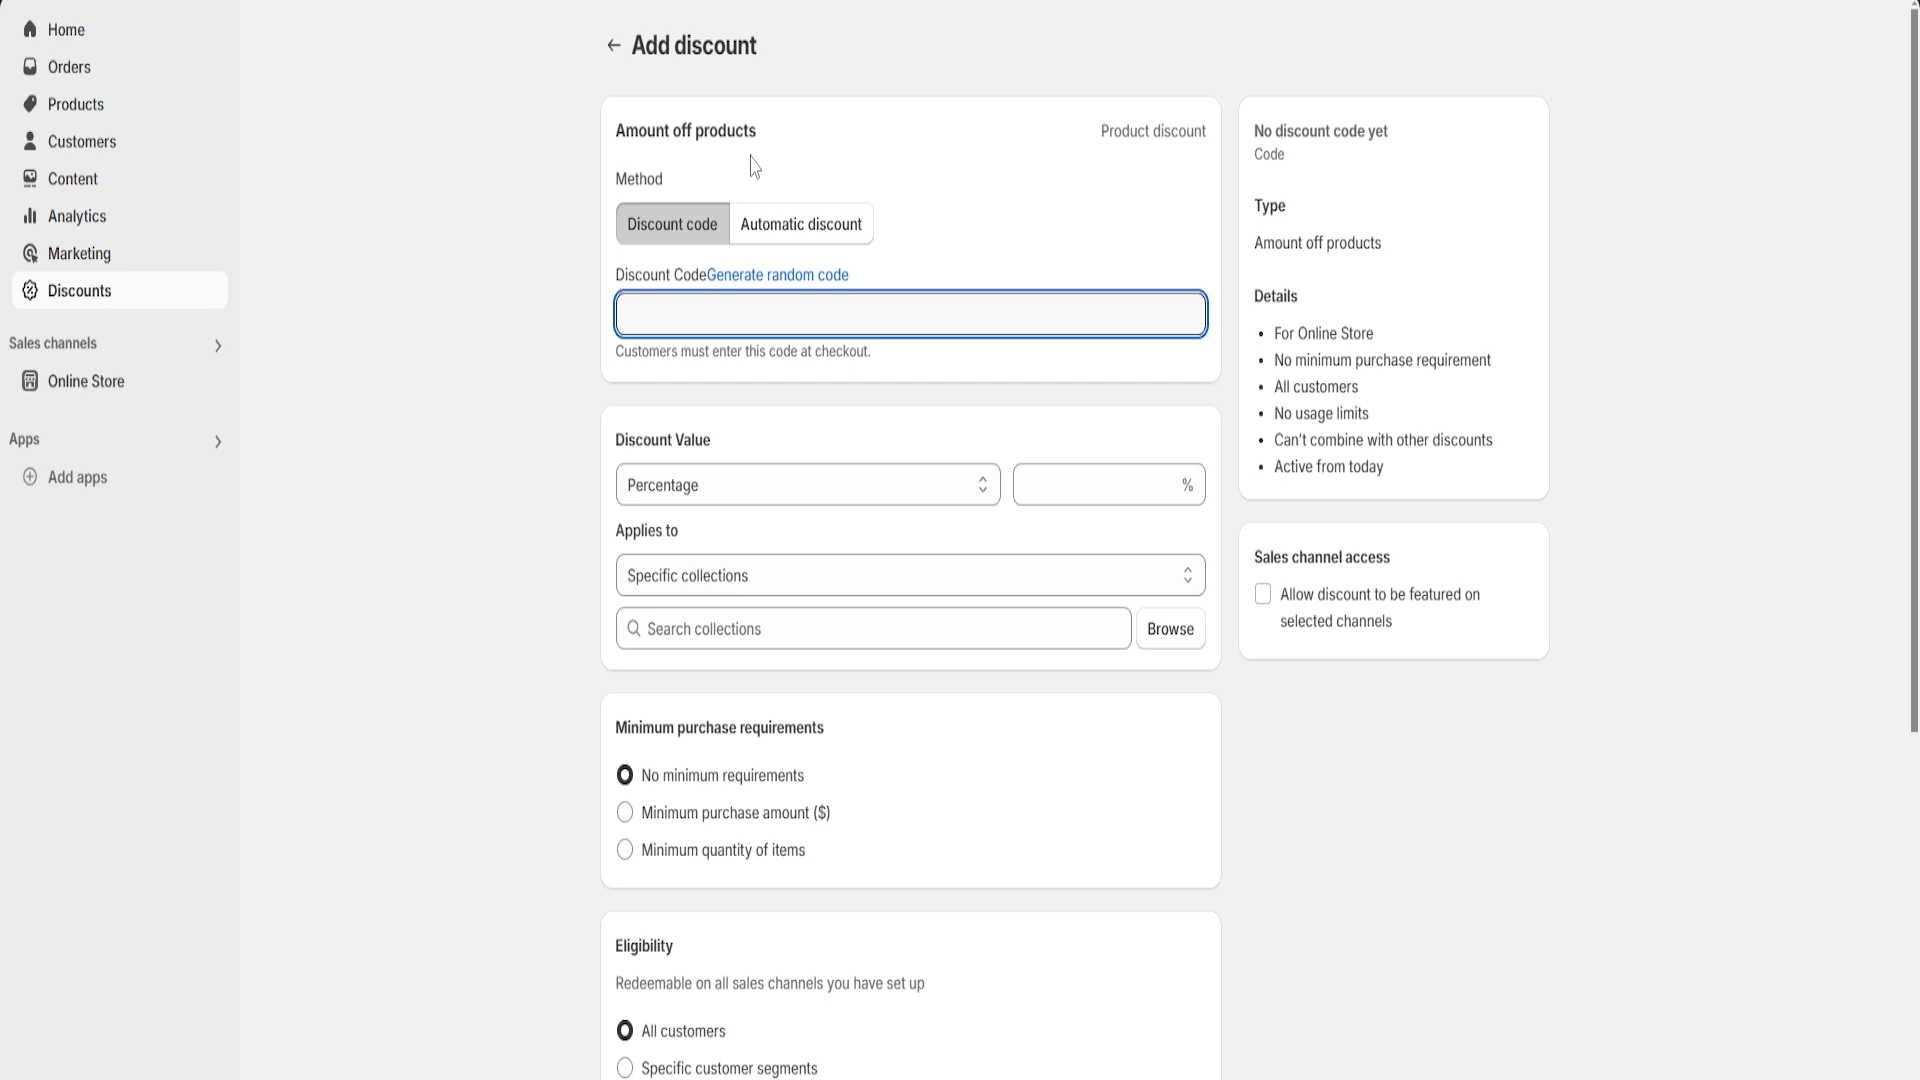 Home
Orders
Products
Customers
Content
Analytics
Marketing
Discounts
Sales channels
Online Store
Apps
Add apps
Add discount
Amount off products
Product discount
Method
Discount code
Automatic discount
Discount CodeGenerate random code
Customers must enter this code at checkout.
Discount Value
Percentage
%
Applies to
Specific collections
Search collections
Browse
Minimum purchase requirements
No minimum requirements
Minimum purchase amount ($)
Minimum quantity of items
Eligibility
Redeemable on all sales channels you have set up
All customers
Specific customer segments
No discount code yet
Code
Type
Amount off products
Details
• For Online Store
• No minimum purchase requirement
• All customers
• No usage limits
• Can't combine with other discounts
• Active from today
Sales channel access
Allow discount to be featured on
selected channels